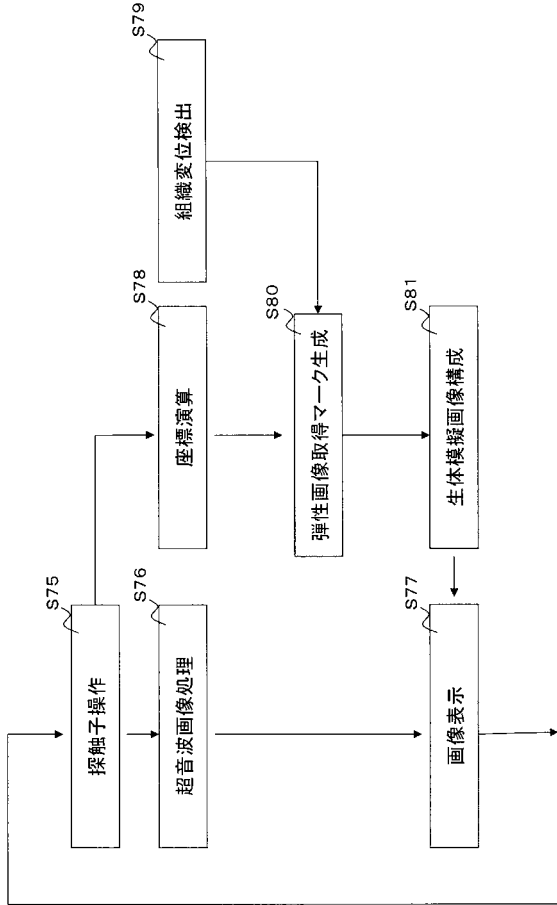 S75
探触子操作
S76
超音波画像処理
S77
画像表示
S78
座標演算
S79
組織変位検出
S80
弾性画像取得マーク生成
S81
生体模擬画像構成